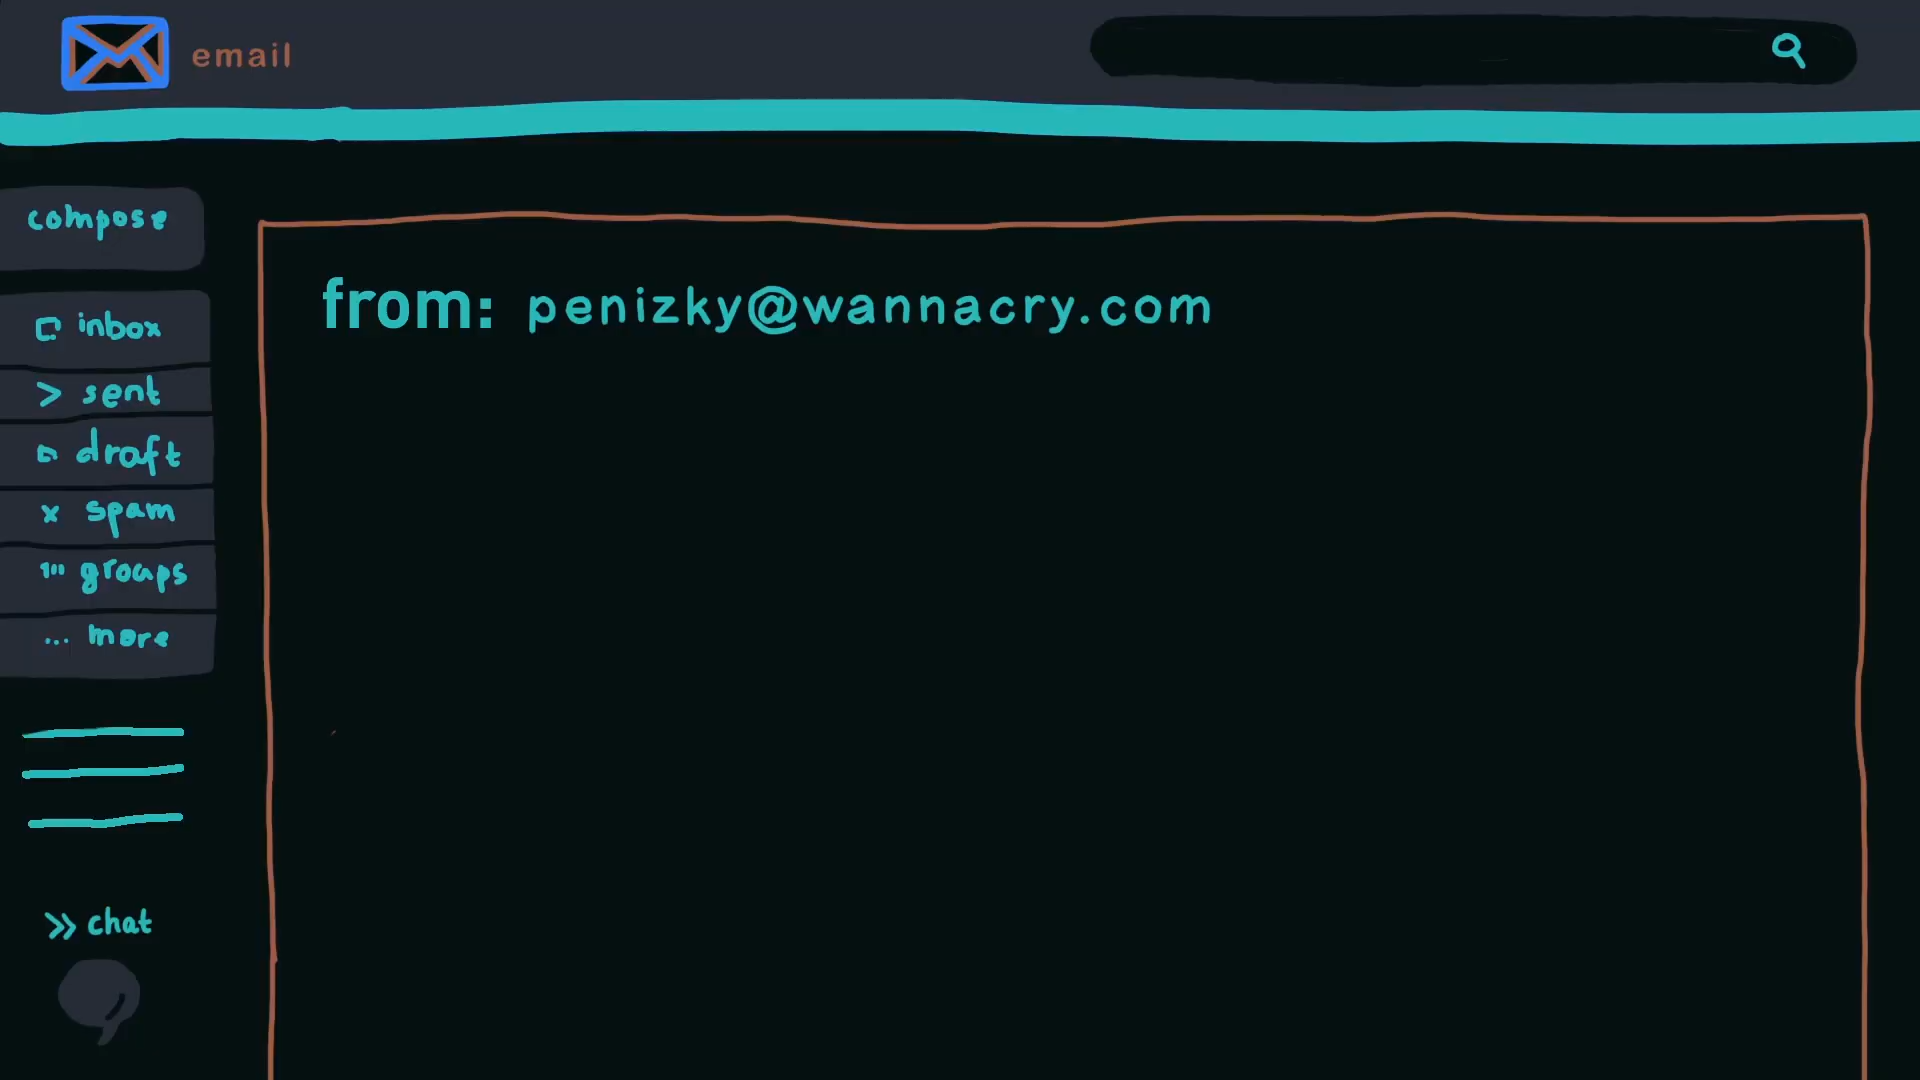 email
compose
inbox
> sent
draft
x spam
groups
... more
>> chat
from: penizky@wannacry.com